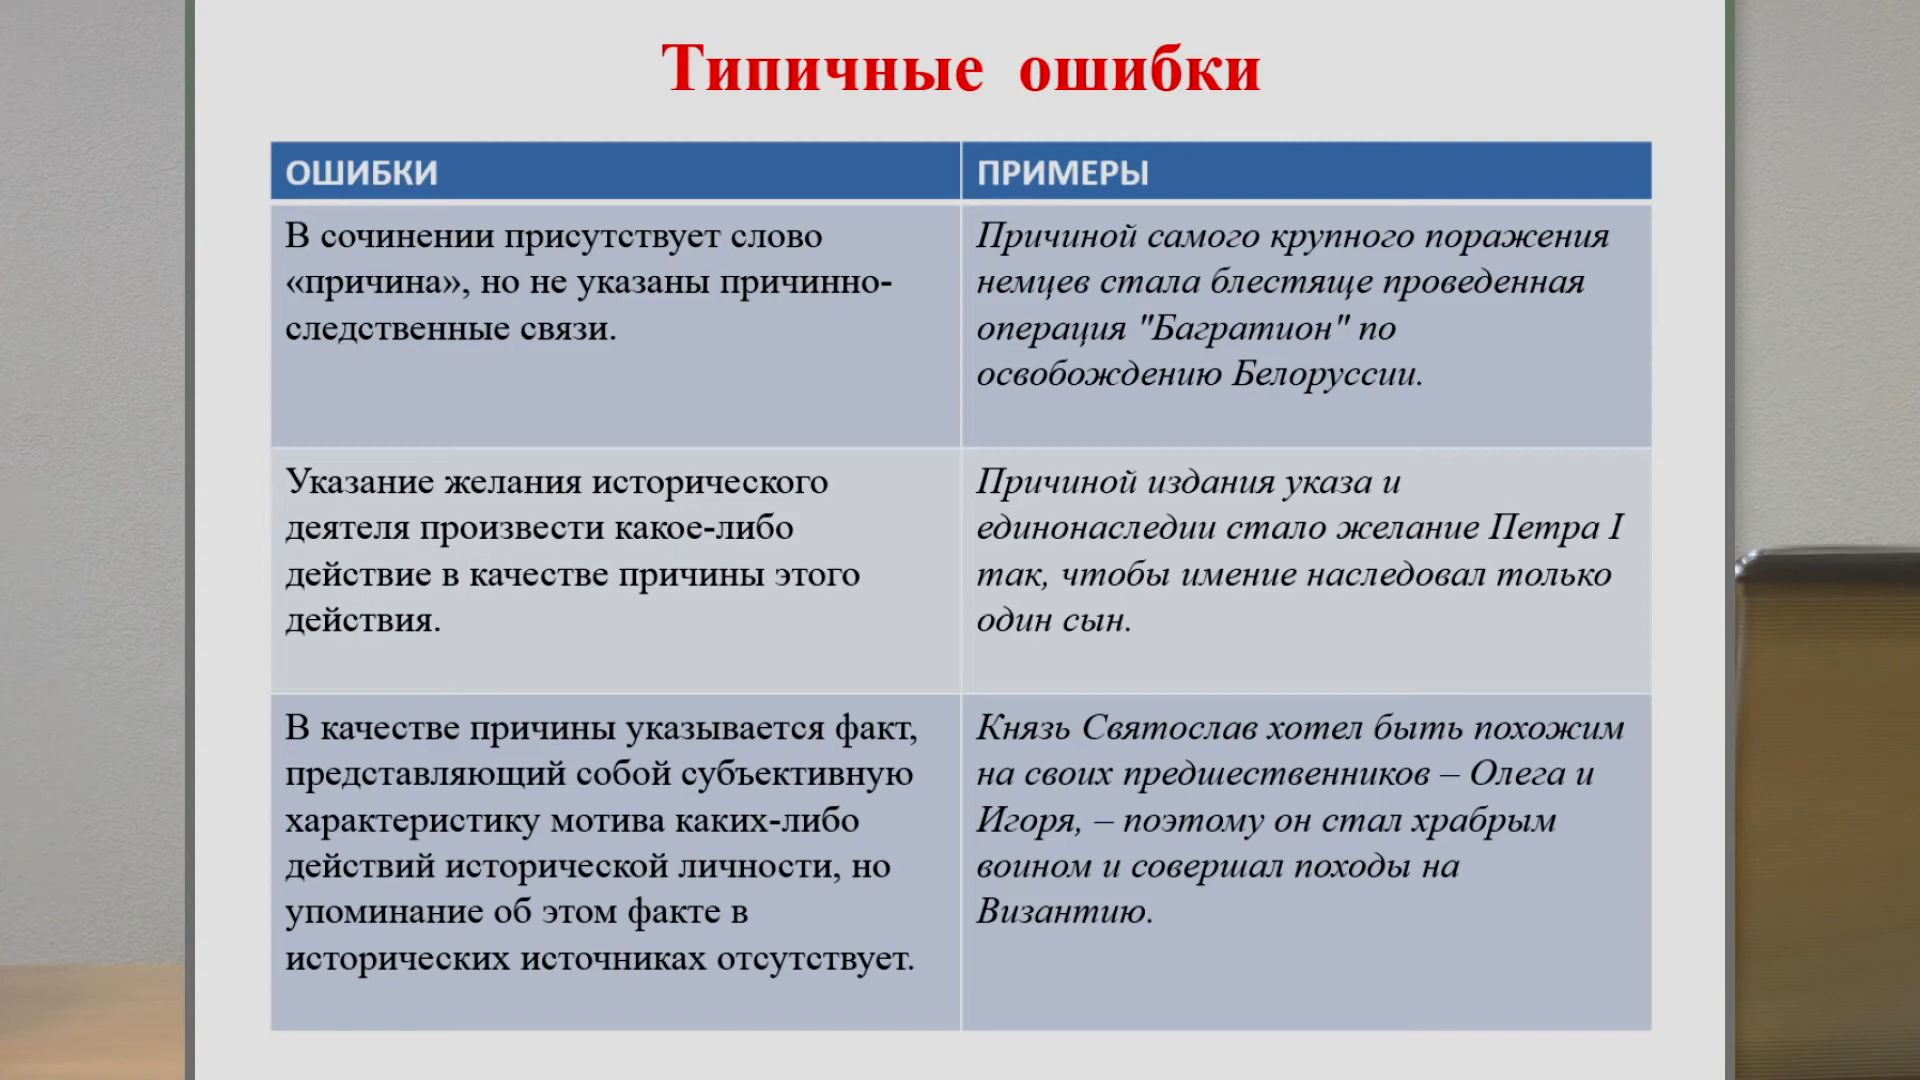 Типичные ошибки
ОШИБКИ
ПРИМЕРЫ
В сочинении присутствует слово
«причина», но не указаны причинно-
следственные связи.
Причиной самого крупного поражения
немцев стала блестяще проведенная
операция "Багратион" по
освобождению Белоруссии.
Указание желания исторического
деятеля произвести какое-либо
действие в качестве причины этого
действия.
Причиной издания указа и
единонаследии стало желание Петра I
так, чтобы имение наследовал только
один сын.
В качестве причины указывается факт,
представляющий собой субъективную
характеристику мотива каких-либо
действий исторической личности, но
упоминание об этом факте в
исторических источниках отсутствует.
Князь Святослав хотел быть похожим
на своих предшественников – Олега и
Игоря, – поэтому он стал храбрым
воином и совершал походы на
Византию.